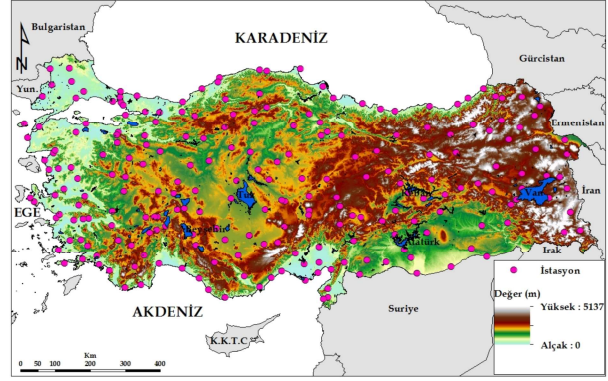 Bulgaristan
KARADENİZ
Gürcistan
N
Yun.
Ermenistan
İran
Van
Tuz
EGE
Beyşehir
Atatürk
Irak
İstasyon
Değer (m)
Yüksek : 5137
Alçak : 0
AKDENİZ
Suriye
K.K.T.C
Km
0 50 100 200 300 400